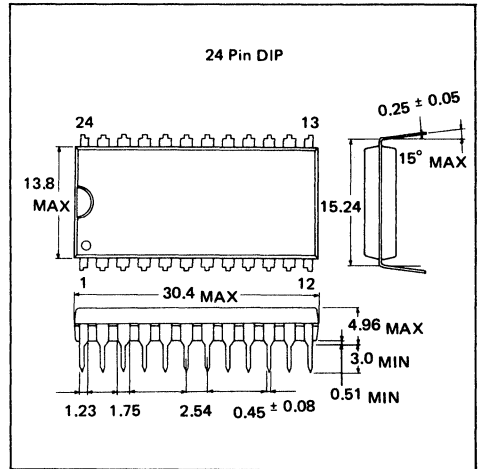 24 Pin DIP
0.25 ± 0.05
24
13
15° MAX
13.8
MAX
15.24
1
12
30.4 MAX
4.96 MAX
3.0 MIN
0.51 MIN
1.23
1.75
2.54
0.45 ± 0.08